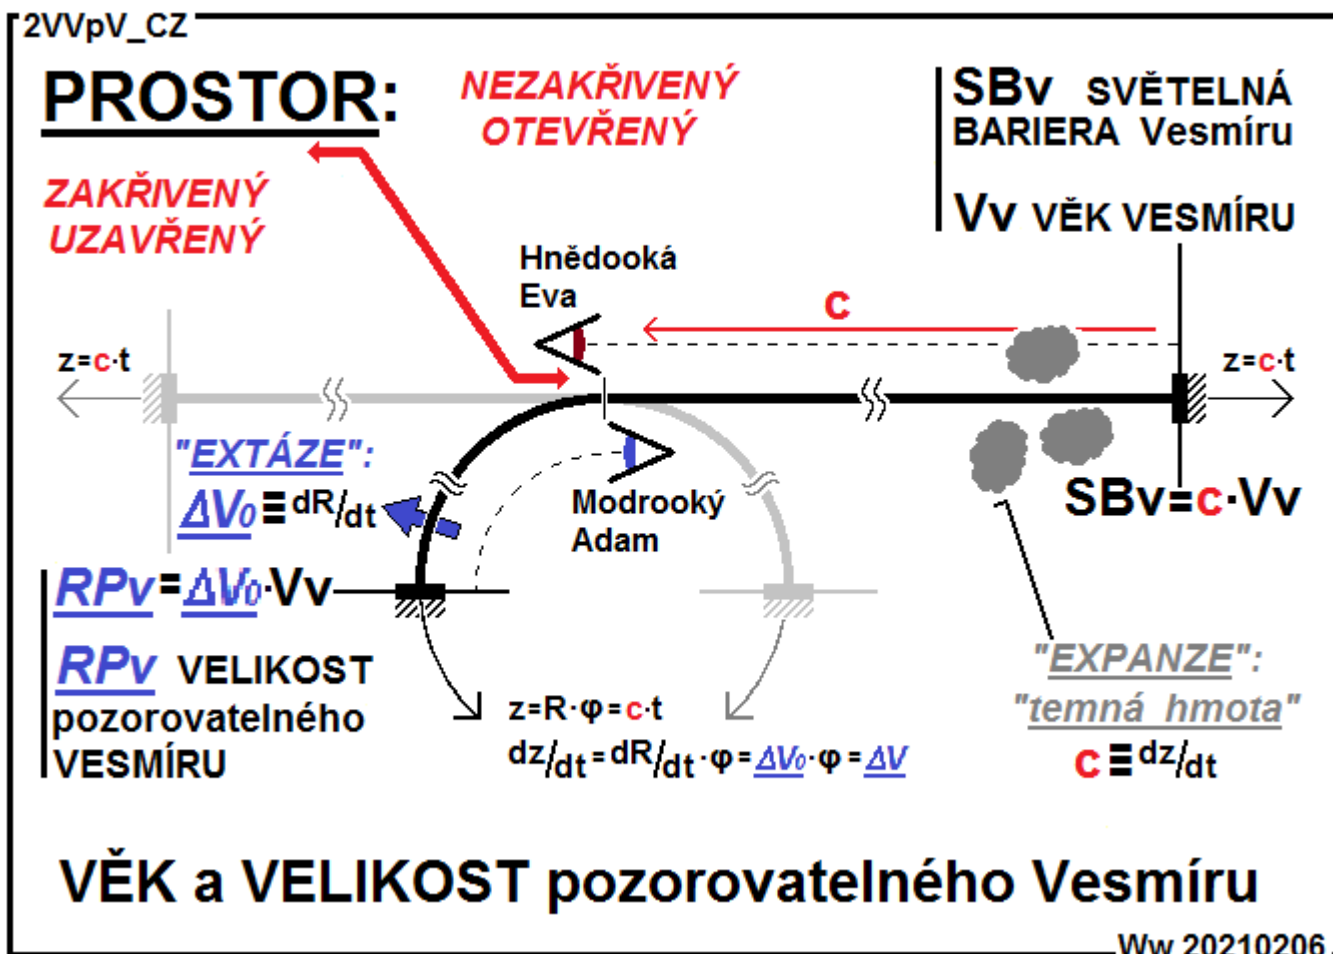 2VVpV_CZ
PROSTOR:
NEZAKŘIVENÝ
OTEVŘENÝ
SBv SVĚTELNÁ
BARIERA Vesmíru
Vv VĚK VESMÍRU
ZAKŘIVENÝ
UZAVŘENÝ
Hnědooká
Eva
c
z=c·t
z=c·t
"EXTÁZE":
ΔV₀≡dR/dt
Modrooký
Adam
SBv=c·Vv
RPv=ΔV₀·Vv
RPv VELIKOST
pozorovatelného
VESMÍRU
z=R·φ=c·t
dz/dt=dR/dt·φ=ΔV₀·φ=ΔV
"EXPANZE":
"temná hmota"
c≡dz/dt
VĚK a VELIKOST pozorovatelného Vesmíru
Ww 20210206